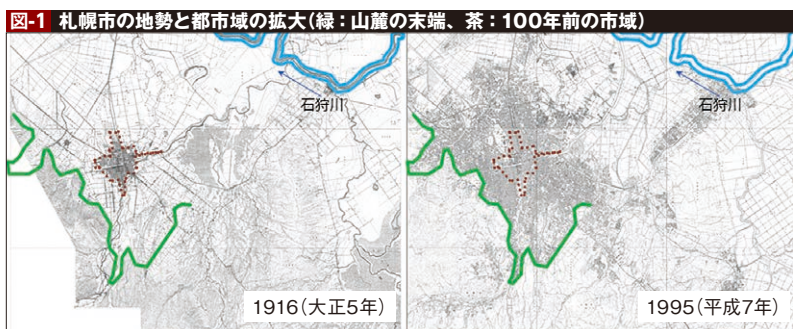 図-1 札幌市の地勢と都市域の拡大(緑：山麓の末端、茶：100年前の市域)
石狩川
1916(大正5年)
石狩川
1995(平成7年)